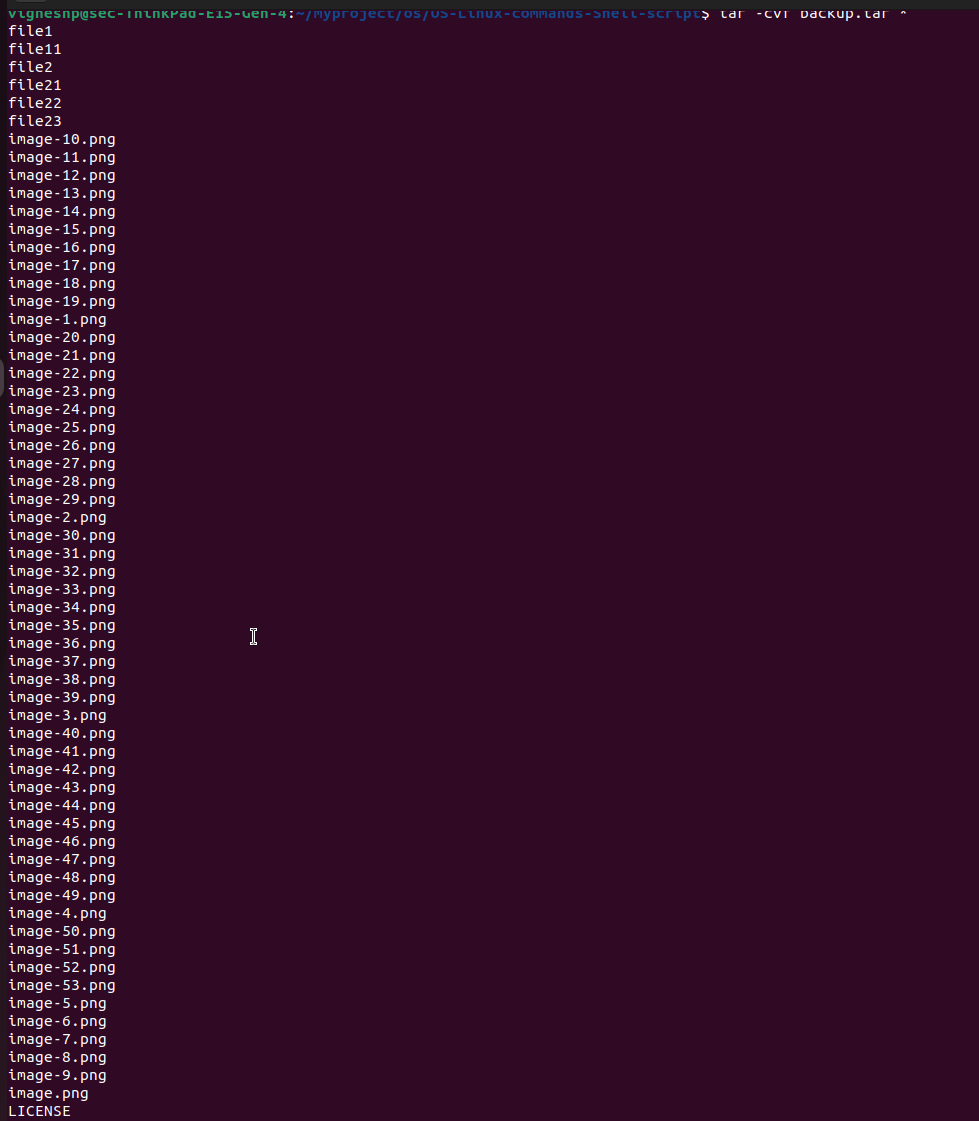 vigneshp@sec-ThinkPad-E15-Gen-4:~/Myproject/os/OS-Linux-commands-Shell-script$ tar -cvf backup.tar *
file1
file11
file2
file21
file22
file23
image-10.png
image-11.png
image-12.png
image-13.png
image-14.png
image-15.png
image-16.png
image-17.png
image-18.png
image-19.png
image-1.png
image-20.png
image-21.png
image-22.png
image-23.png
image-24.png
image-25.png
image-26.png
image-27.png
image-28.png
image-29.png
image-2.png
image-30.png
image-31.png
image-32.png
image-33.png
image-34.png
image-35.png
image-36.png
image-37.png
image-38.png
image-39.png
image-3.png
image-40.png
image-41.png
image-42.png
image-43.png
image-44.png
image-45.png
image-46.png
image-47.png
image-48.png
image-49.png
image-4.png
image-50.png
image-51.png
image-52.png
image-53.png
image-5.png
image-6.png
image-7.png
image-8.png
image-9.png
image.png
LICENSE